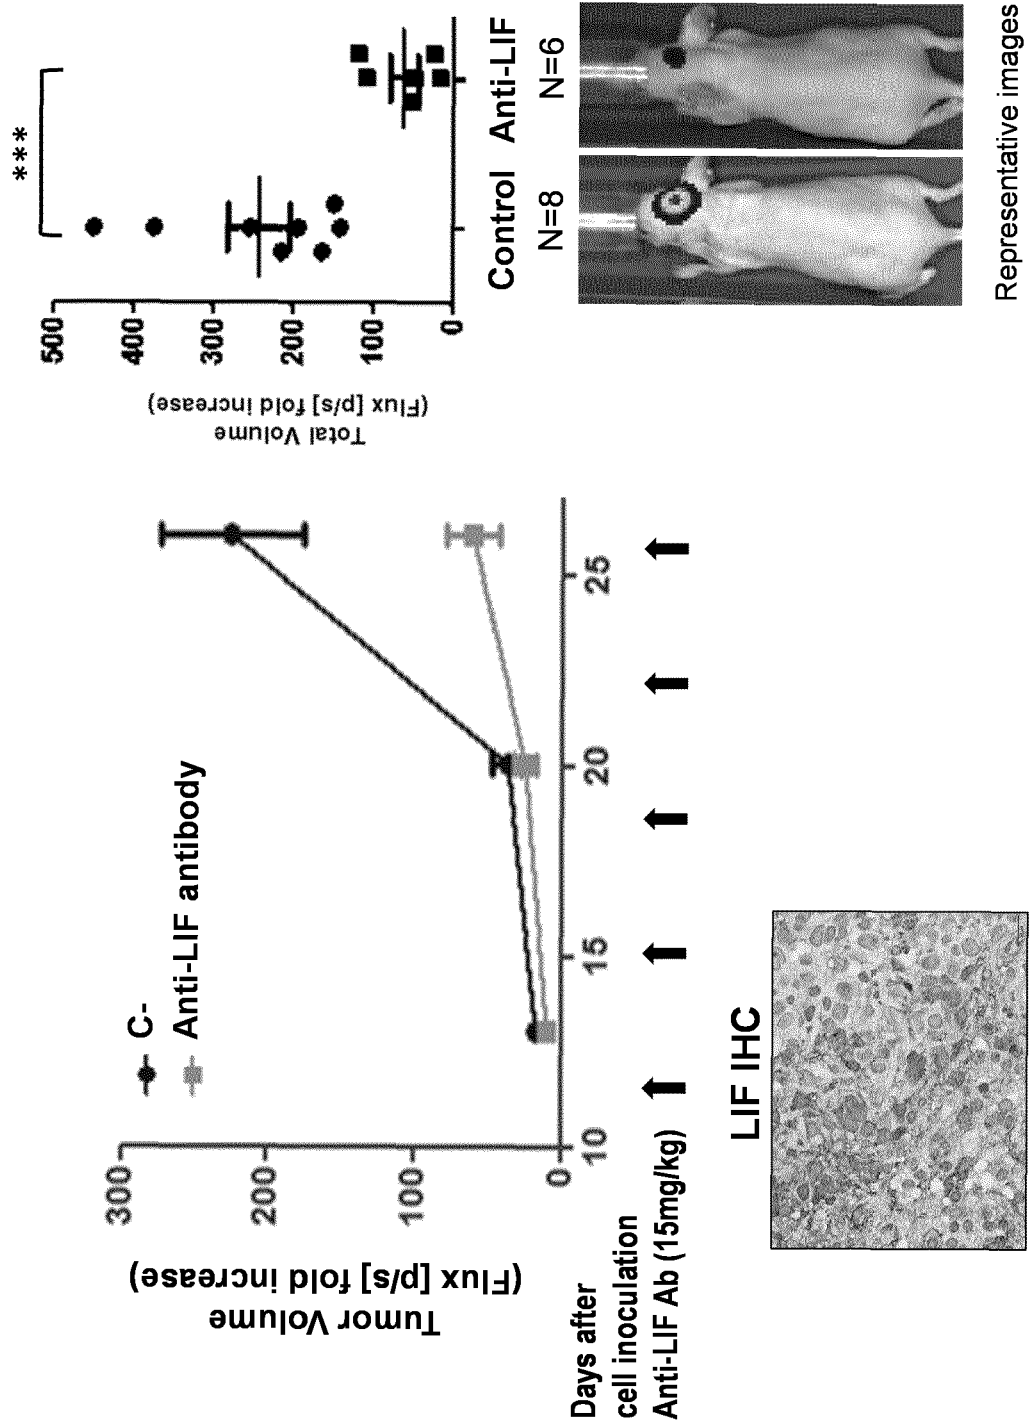 Tumor Volume
(Flux [p/s] fold increase)
300
200
100
0
C-
Anti-LIF antibody
10
15
20
25
Days after
cell inoculation
Anti-LIF Ab (15mg/kg)
LIF IHC
Total Volume
(Flux [p/s] fold increase)
500
400
300
200
100
0
***
Control Anti-LIF
N=8 N=6
Representative images